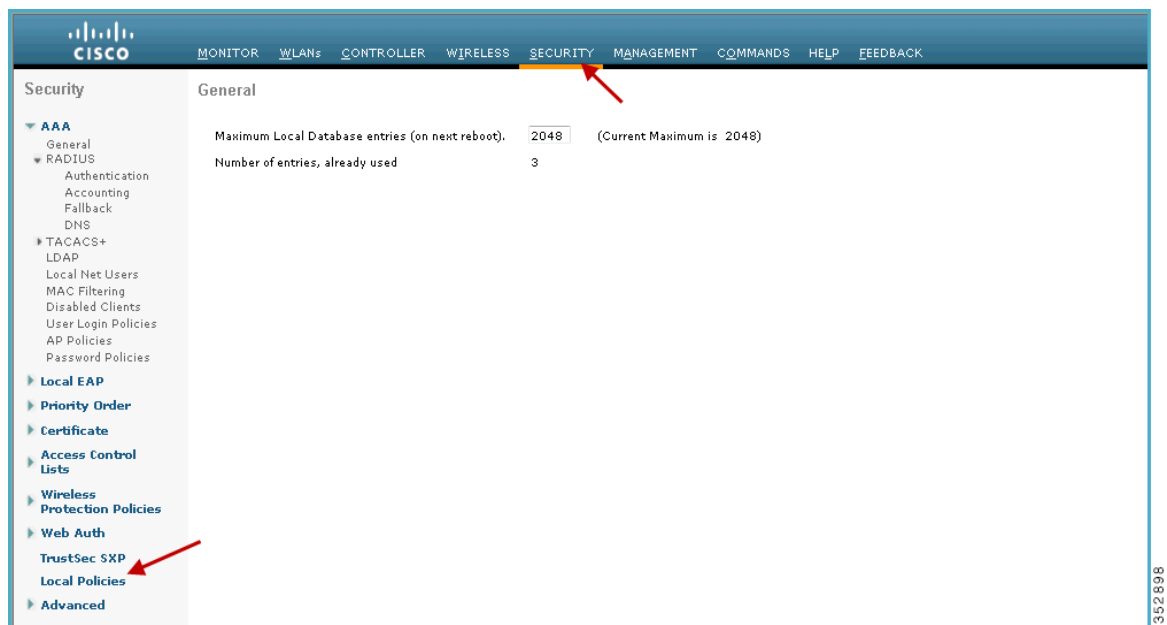 CISCO
MONITOR WLANs CONTROLLER WIRELESS SECURITY MANAGEMENT COMMANDS HELP FEEDBACK
Security
AAA
General
RADIUS
Authentication
Accounting
Fallback
DNS
TACACS+
LDAP
Local Net Users
MAC Filtering
Disabled Clients
User Login Policies
AP Policies
Password Policies
Local EAP
Priority Order
Certificate
Access Control
Lists
Wireless
Protection Policies
Web Auth
TrustSec SXP
Local Policies
Advanced
General
Maximum Local Database entries (on next reboot). 2048 (Current Maximum is 2048)
Number of entries, already used 3
352898